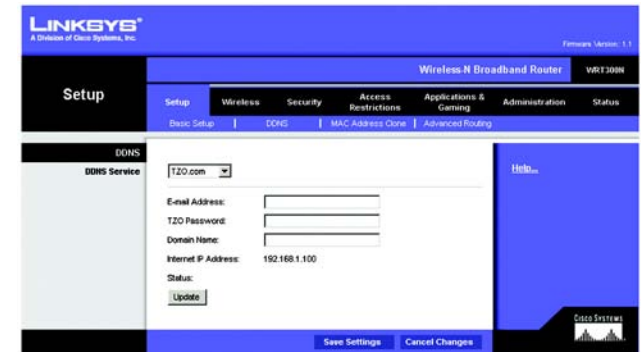 LINKSYS®
A Division of Cisco Systems, Inc.
Firmware Version: 1.1
Wireless-N Broadband Router WRT300N
Setup
Setup Wireless Security Access Restrictions Applications & Gaming Administration Status
Basic Setup | DDNS | MAC Address Clone | Advanced Routing
DDNS
DDNS Service
TZO.com
Help...
E-mail Address:
TZO Password:
Domain Name:
Internet IP Address: 192.168.1.100
Status:
Update
Save Settings Cancel Changes
CISCO SYSTEMS